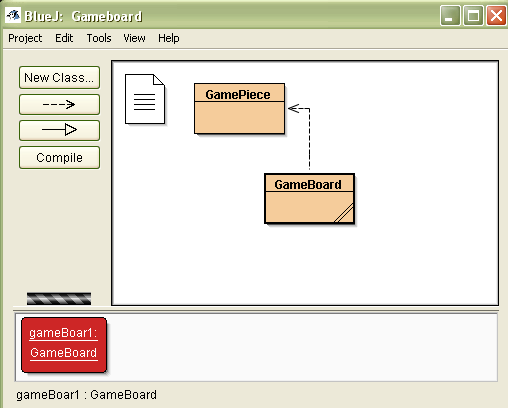 BlueJ: Gameboard
Project Edit Tools View Help
New Class...
Compile
GamePiece
GameBoard
gameBoar1:
GameBoard
gameBoar1 : GameBoard